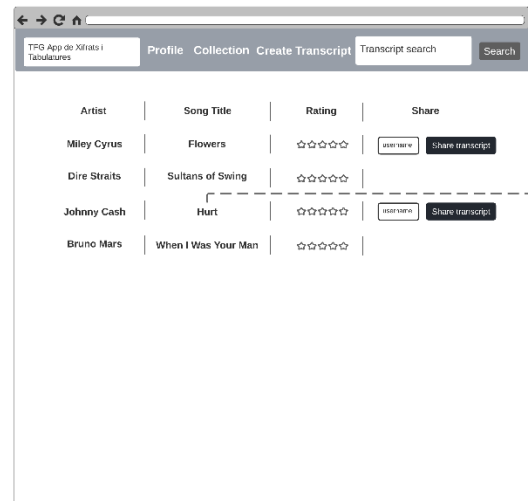 TFG App de Xifrats i
Tabulatures
Profile Collection Create Transcript Transcript search Search
Artist Song Title Rating Share
Miley Cyrus Flowers username Share transcript
Dire Straits Sultans of Swing
Johnny Cash Hurt username Share transcript
Bruno Mars When I Was Your Man